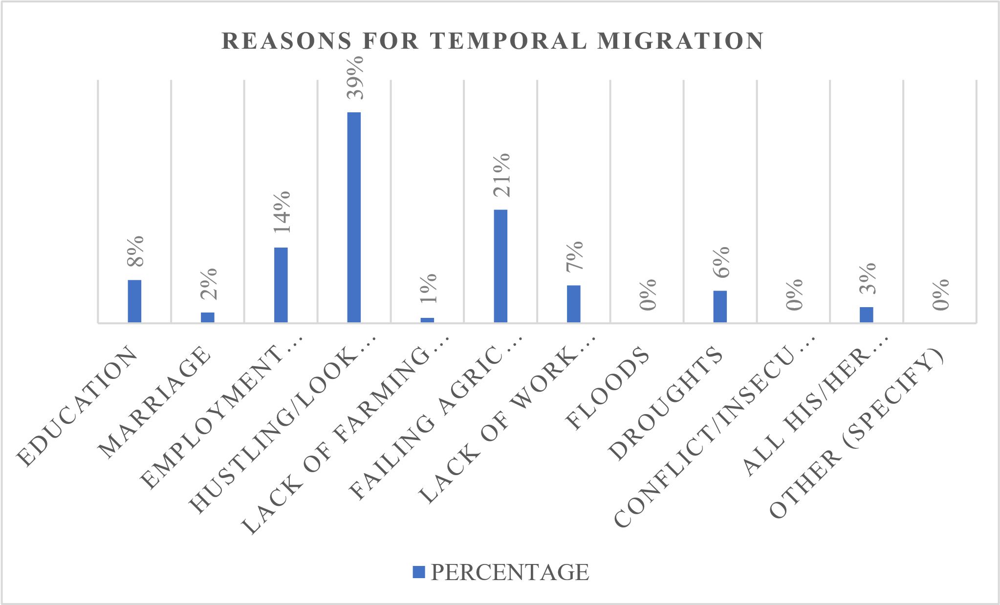 REASONS FOR TEMPORAL MIGRATION
8%
2%
14%
39%
1%
21%
7%
0%
6%
0%
3%
0%
EDUCATION
MARRIAGE
EMPLOYMENT…
HUSTLING/LOOK…
LACK OF FARMING…
FAILING AGRIC…
LACK OF WORK…
FLOODS
DROUGHTS
CONFLICT/INSECU…
ALL HIS/HER…
OTHER (SPECIFY)
PERCENTAGE